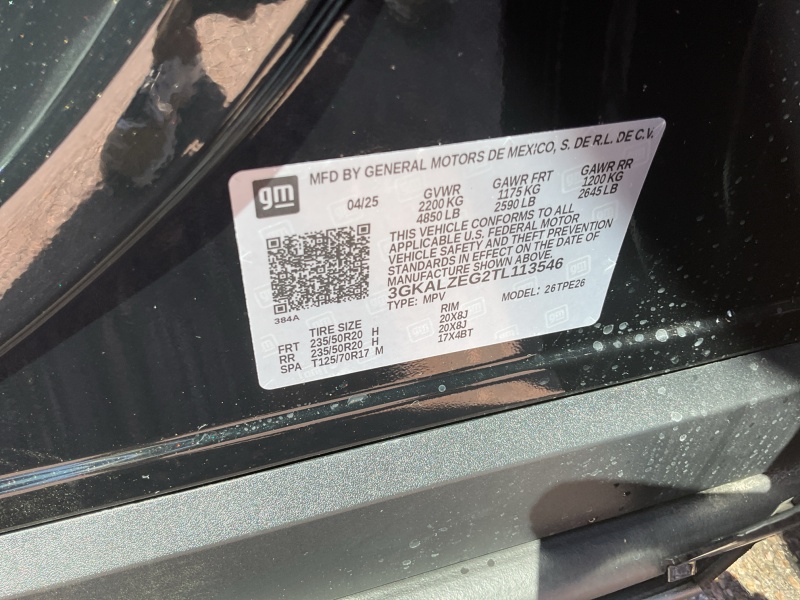 gm
MFD BY GENERAL MOTORS DE MEXICO, S. DE R.L. DE C.V.
04/25 GVWR GAWR FRT GAWR RR
2200 KG 1175 KG 1200 KG
4850 LB 2590 LB 2645 LB
THIS VEHICLE CONFORMS TO ALL
APPLICABLE U.S. FEDERAL MOTOR
VEHICLE SAFETY AND THEFT PREVENTION
STANDARDS IN EFFECT ON THE DATE OF
MANUFACTURE SHOWN ABOVE.
3GKALZEG2TL113546
TYPE: MPV MODEL: 26TPE26
384A
TIRE SIZE RIM
FRT 235/50R20 H 20X8J
RR 235/50R20 H 20X8J
SPA T125/70R17 M 17X4BT